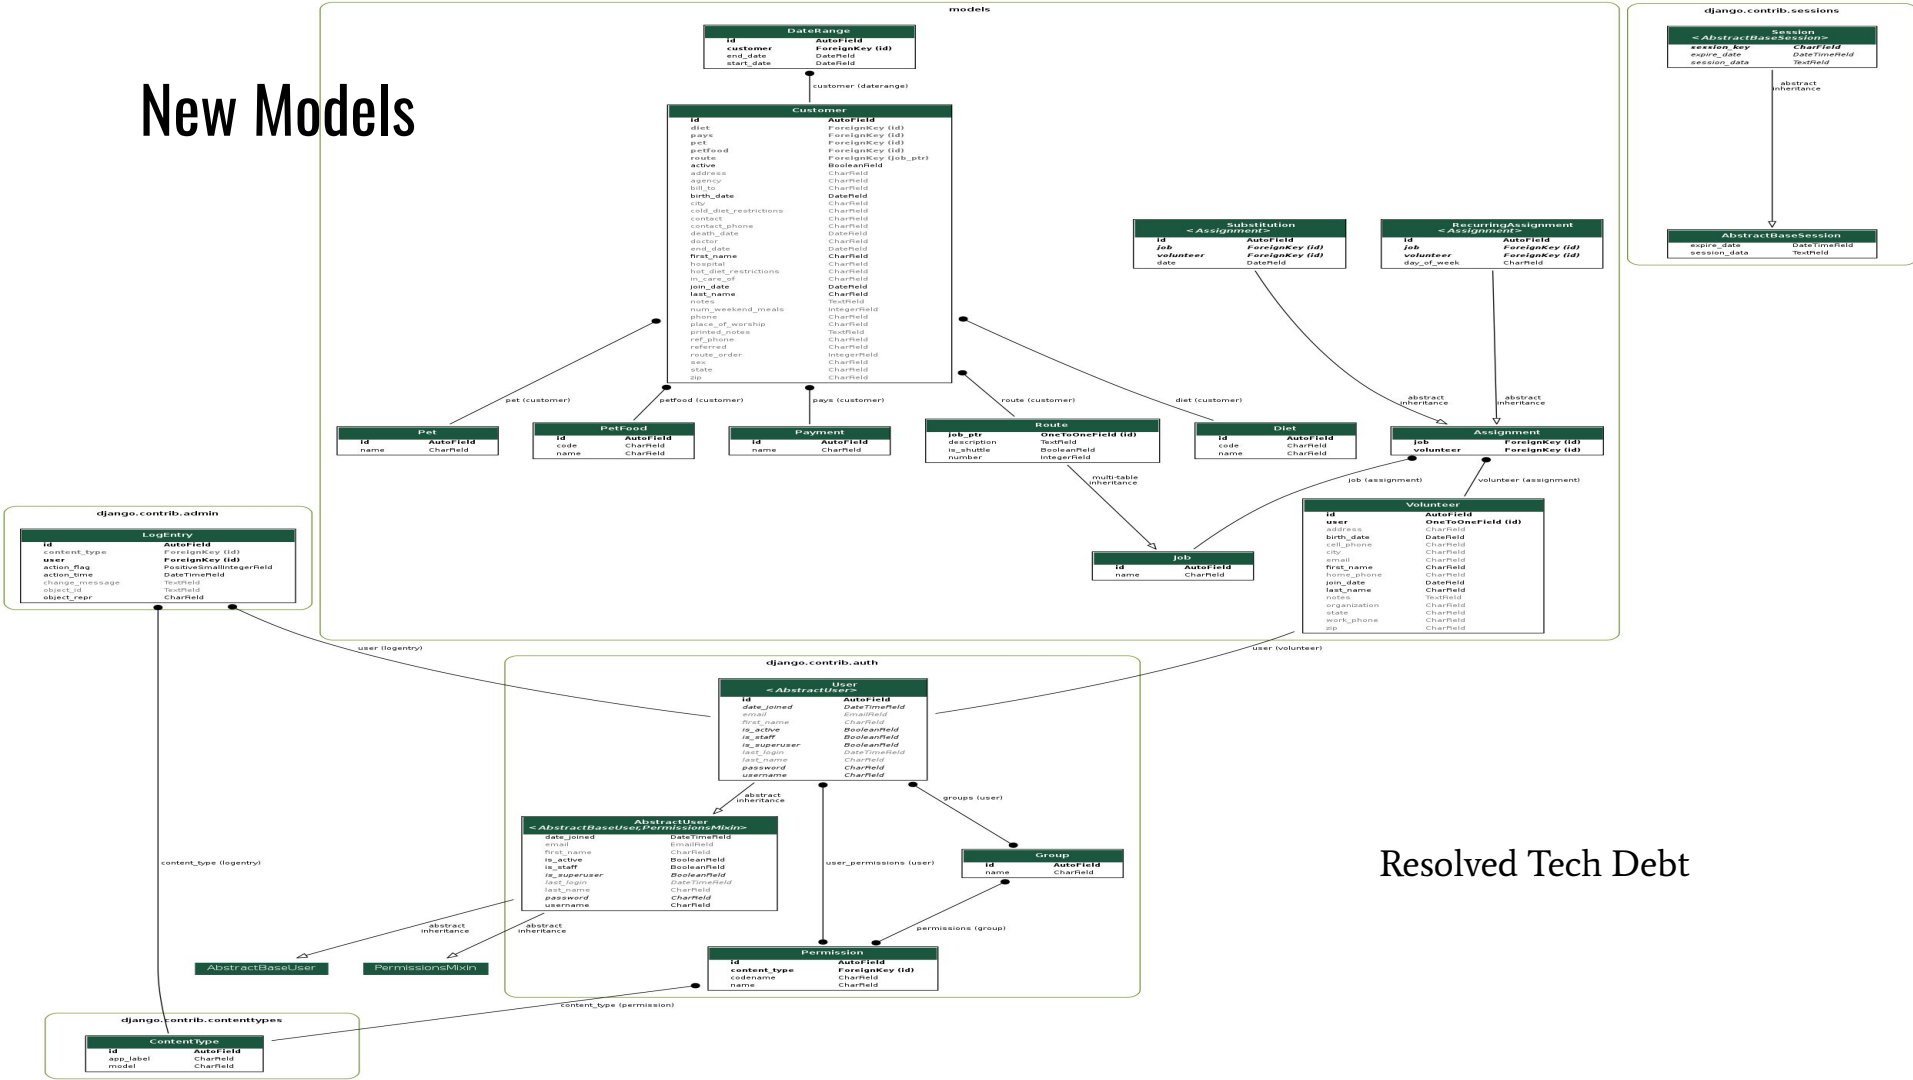 New Models
models
DateRange
id AutoField
customer ForeignKey (id)
end_date DateField
start_date DateField
customer (daterange)
Customer
id AutoField
diet ForeignKey (id)
pays ForeignKey (id)
pet ForeignKey (id)
petfood ForeignKey (id)
route ForeignKey (job_ptr)
active BooleanField
address CharField
agency CharField
bill_to CharField
birth_date DateField
city CharField
cold_diet_restrictions CharField
contact CharField
contact_phone CharField
death_date DateField
doctor CharField
end_date DateField
first_name CharField
hospital CharField
hot_diet_restrictions CharField
in_care_of CharField
join_date DateField
last_name CharField
notes TextField
num_weekend_meals IntegerField
phone CharField
place_of_worship CharField
printed_notes TextField
ref_phone CharField
referred CharField
route_order IntegerField
sex CharField
state CharField
zip CharField
Substitution
<Assignment>
id AutoField
job ForeignKey (id)
volunteer ForeignKey (id)
date DateField
RecurringAssignment
<Assignment>
id AutoField
job ForeignKey (id)
volunteer ForeignKey (id)
day_of_week CharField
pet (customer)
petfood (customer)
pays (customer)
route (customer)
diet (customer)
abstract
inheritance
abstract
inheritance
Pet
id AutoField
name CharField
PetFood
id AutoField
code CharField
name CharField
Payment
id AutoField
name CharField
Route
job_ptr OneToOneField (id)
description TextField
is_shuttle BooleanField
number IntegerField
Diet
id AutoField
code CharField
name CharField
Assignment
job ForeignKey (id)
volunteer ForeignKey (id)
multi-table
inheritance
job (assignment)
volunteer (assignment)
Job
id AutoField
name CharField
Volunteer
id AutoField
user OneToOneField (id)
address CharField
birth_date DateField
cell_phone CharField
city CharField
email CharField
first_name CharField
home_phone CharField
join_date DateField
last_name CharField
notes TextField
organization CharField
state CharField
work_phone CharField
zip CharField
django.contrib.sessions
Session
<AbstractBaseSession>
session_key CharField
expire_date DateTimeField
session_data TextField
abstract
inheritance
AbstractBaseSession
expire_date DateTimeField
session_data TextField
django.contrib.admin
LogEntry
id AutoField
content_type ForeignKey (id)
user ForeignKey (id)
action_flag PositiveSmallIntegerField
action_time DateTimeField
change_message TextField
object_id TextField
object_repr CharField
user (logentry)
user (volunteer)
django.contrib.auth
User
<AbstractUser>
id AutoField
date_joined DateTimeField
email EmailField
first_name CharField
is_active BooleanField
is_staff BooleanField
is_superuser BooleanField
last_login DateTimeField
last_name CharField
password CharField
username CharField
abstract
inheritance
groups (user)
AbstractUser
<AbstractBaseUser,PermissionsMixin>
date_joined DateTimeField
email EmailField
first_name CharField
is_active BooleanField
is_staff BooleanField
is_superuser BooleanField
last_login DateTimeField
last_name CharField
password CharField
username CharField
content_type (logentry)
user_permissions (user)
Group
id AutoField
name CharField
Resolved Tech Debt
abstract
inheritance
abstract
inheritance
permissions (group)
AbstractBaseUser
PermissionsMixin
Permission
id AutoField
content_type ForeignKey (id)
codename CharField
name CharField
content_type (permission)
django.contrib.contenttypes
ContentType
id AutoField
app_label CharField
model CharField